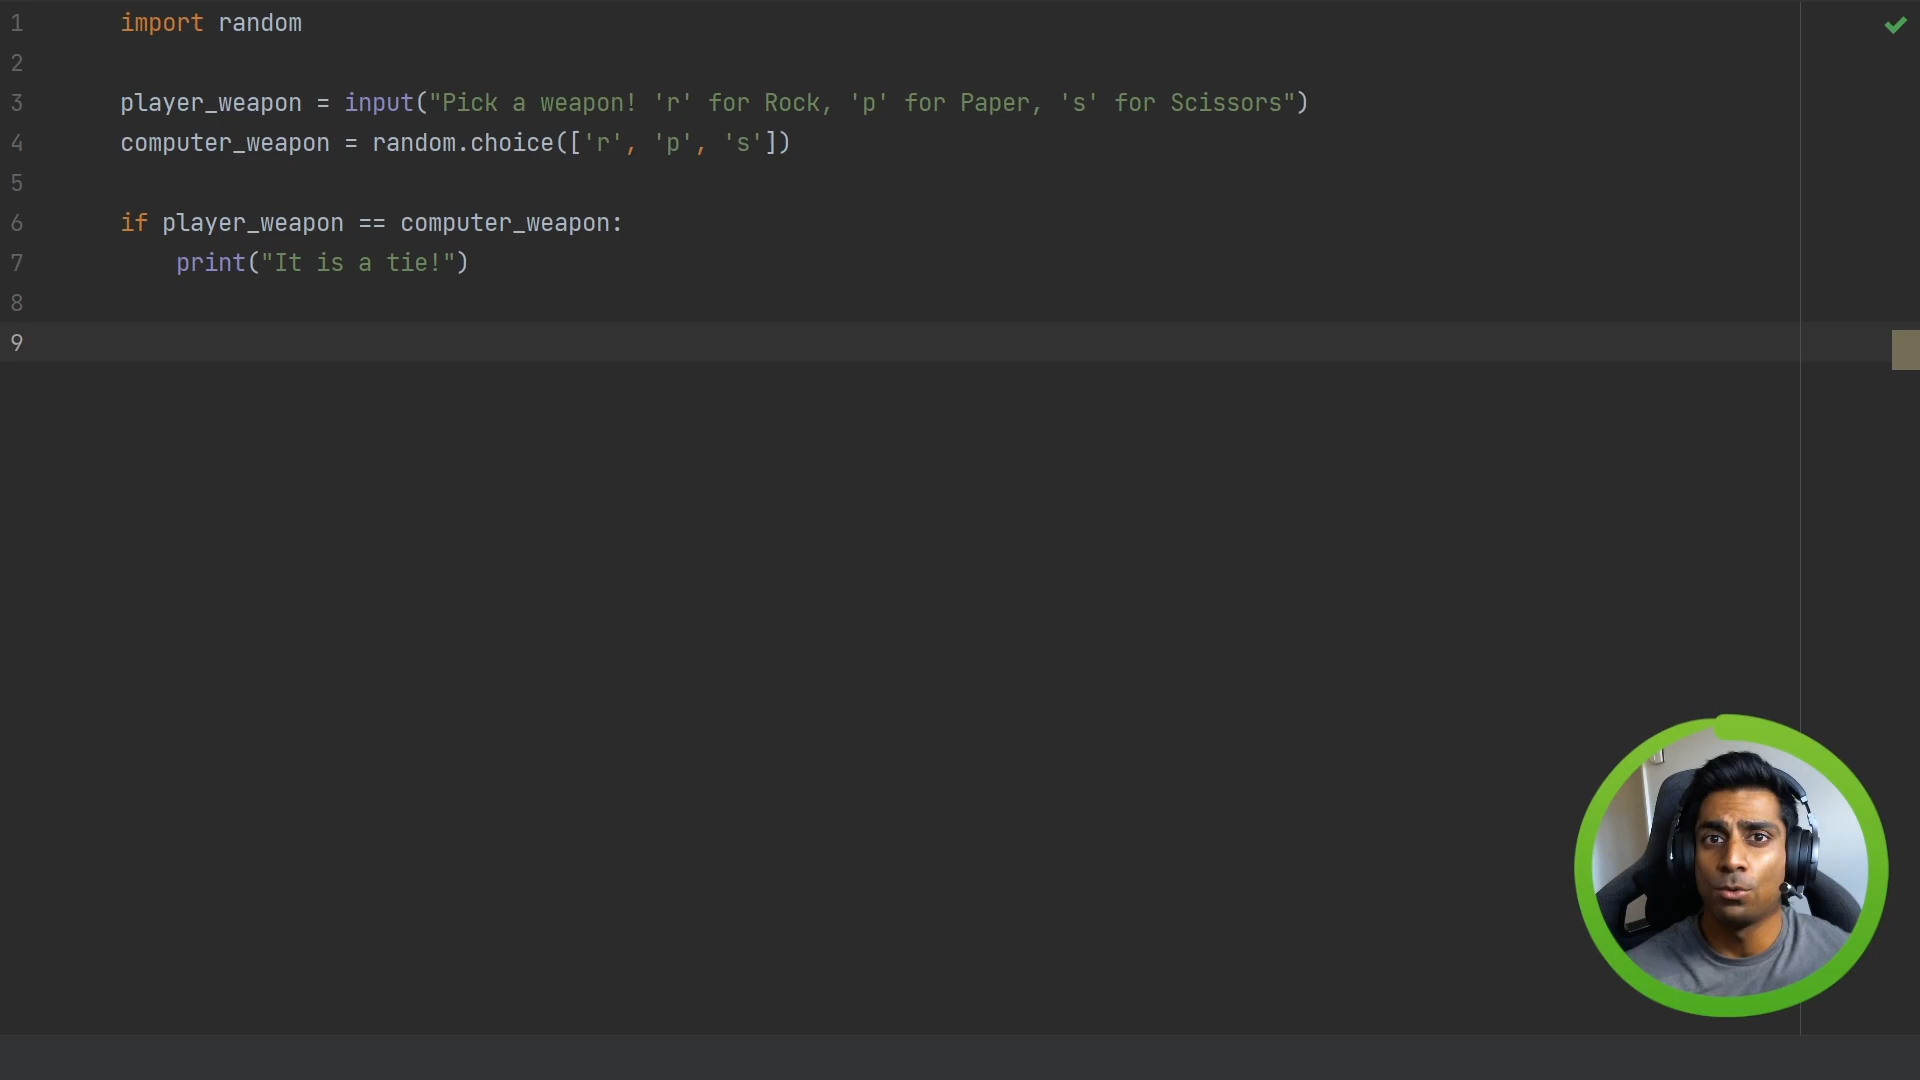 1 import random
2
3 player_weapon = input("Pick a weapon! 'r' for Rock, 'p' for Paper, 's' for Scissors")
4 computer_weapon = random.choice(['r', 'p', 's'])
5
6 if player_weapon == computer_weapon:
7 print("It is a tie!")
8
9